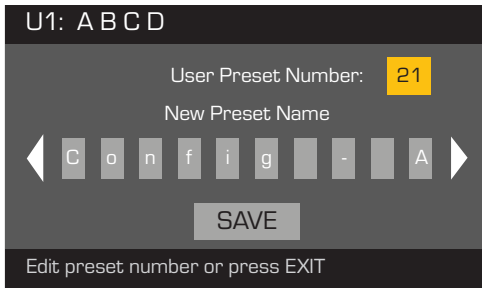 U1: A B C D
User Preset Number: 21
New Preset Name
C o n f i g - A
SAVE
Edit preset number or press EXIT